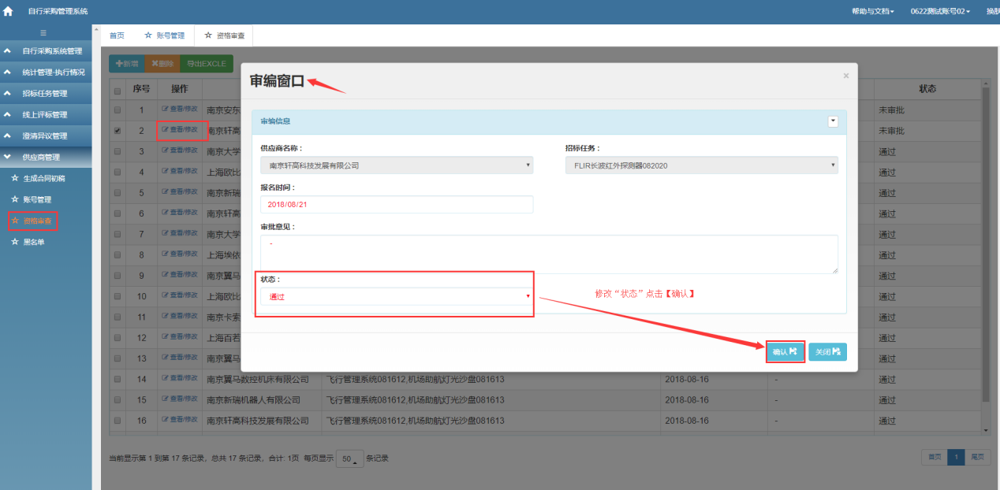 自行采购管理系统
帮助与文档
0622测试账号02
换肤
自行采购系统管理
统计管理-执行情况
招标任务管理
线上评标管理
澄清异议管理
供应商管理
生成合同初稿
账号管理
资格审查
黑名单
首页 账号管理 资格审查
新增 删除 导出EXCLE
序号 操作 状态
1 查看/修改 南京安东 未审批
2 查看/修改 南京轩高 未审批
3 查看/修改 南京大学 通过
4 查看/修改 上海欧比 通过
5 查看/修改 南京新瑞 通过
6 查看/修改 南京轩高 通过
7 查看/修改 南京大学 通过
8 查看/修改 上海埃依 通过
9 查看/修改 南京翼马 通过
10 查看/修改 上海欧比 通过
11 查看/修改 南京卡索 通过
12 查看/修改 上海百若 通过
13 查看/修改 南京翼马 通过
14 查看/修改 南京翼马数控机床有限公司 飞行管理系统081612,机场助航灯光沙盘081613 2018-08-16 - 通过
15 查看/修改 南京新瑞机器人有限公司 飞行管理系统081612,机场助航灯光沙盘081613 2018-08-16 - 通过
16 查看/修改 南京轩高科技发展有限公司 飞行管理系统081612,机场助航灯光沙盘081613 2018-08-16 - 通过
当前显示第 1 到第 17 条记录，总共 17 条记录，合计: 1页 每页显示 50 条记录
首页 1 尾页
审编窗口 ×
审编信息
供应商名称： 招标任务：
南京轩高科技发展有限公司 FLIR长波红外探测器082020
报名时间：
2018/08/21
审批意见：
-
状态：
通过
修改“状态”点击【确认】
确认 关闭